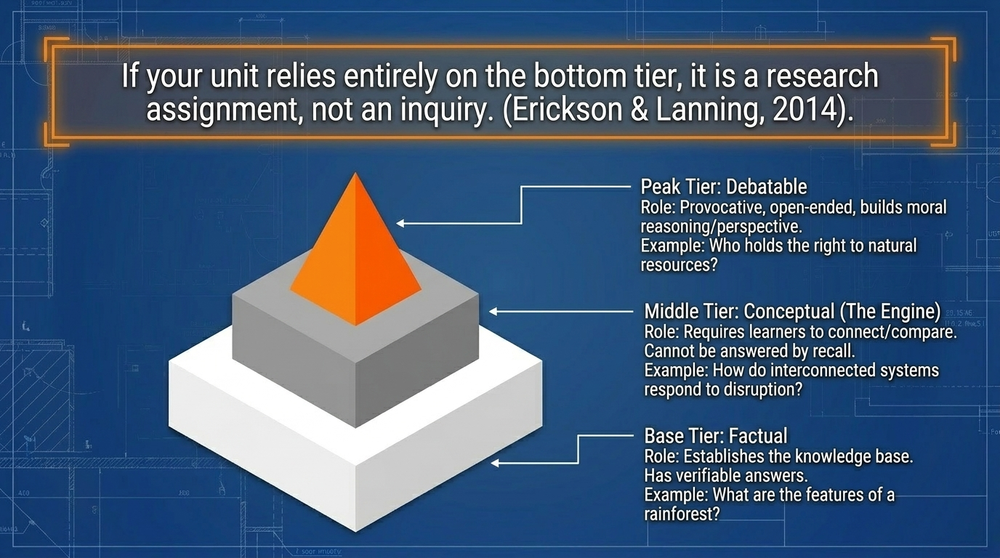 If your unit relies entirely on the bottom tier, it is a research
assignment, not an inquiry. (Erickson & Lanning, 2014).
Peak Tier: Debatable
Role: Provocative, open-ended, builds moral
reasoning/perspective.
Example: Who holds the right to natural
resources?
Middle Tier: Conceptual (The Engine)
Role: Requires learners to connect/compare.
Cannot be answered by recall.
Example: How do interconnected systems
respond to disruption?
Base Tier: Factual
Role: Establishes the knowledge base.
Has verifiable answers.
Example: What are the features of a
rainforest?